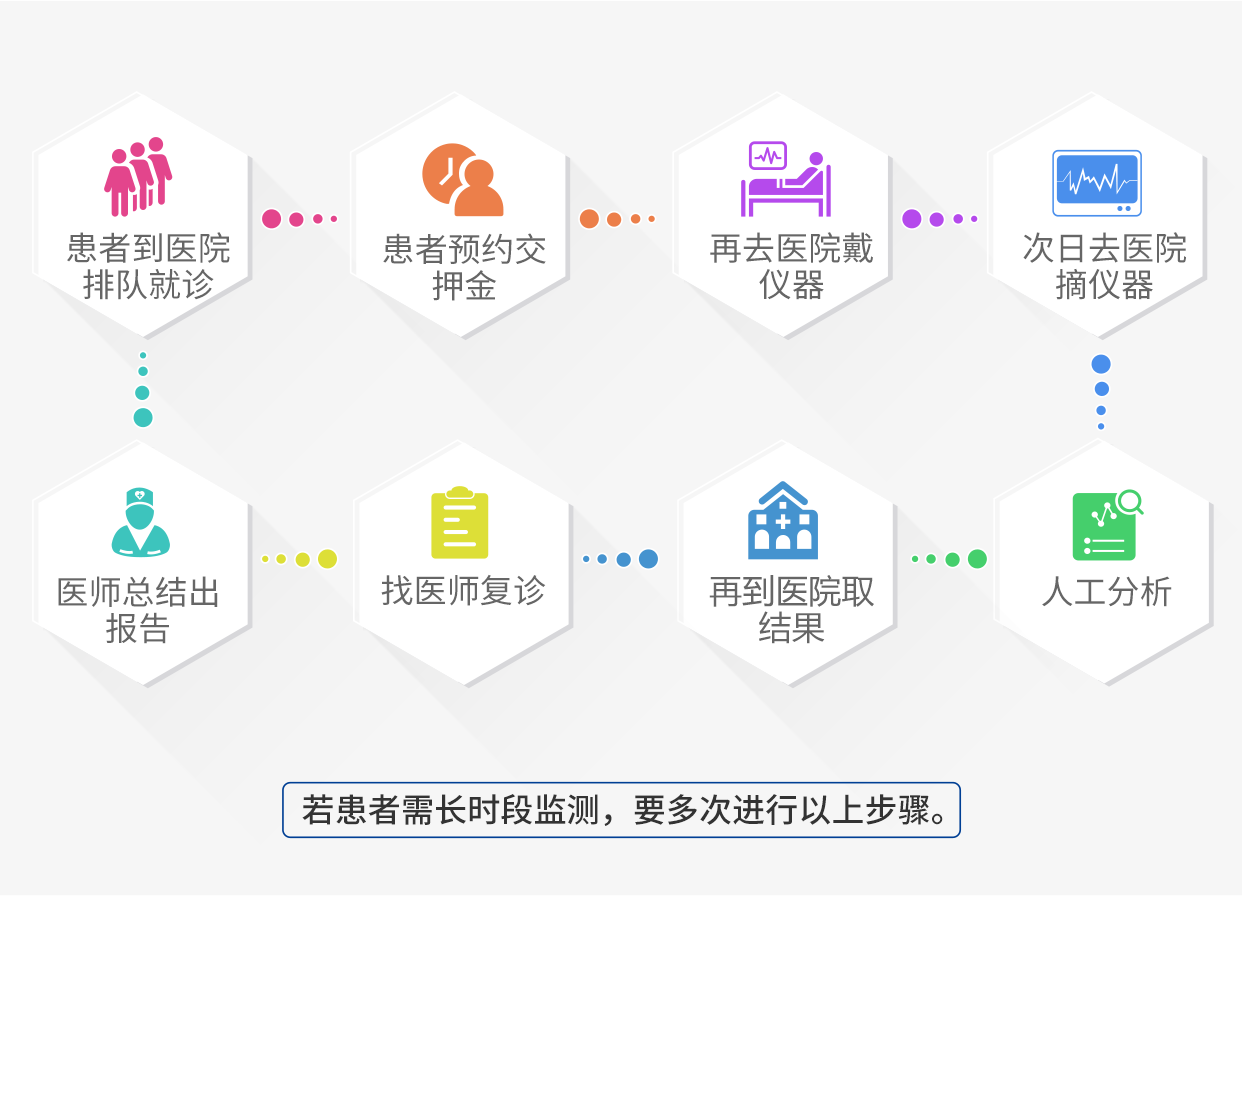 患者到医院
排队就诊
患者预约交
押金
再去医院戴
仪器
次日去医院
摘仪器
医师总结出
报告
找医师复诊
再到医院取
结果
人工分析
若患者需长时段监测，要多次进行以上步骤。